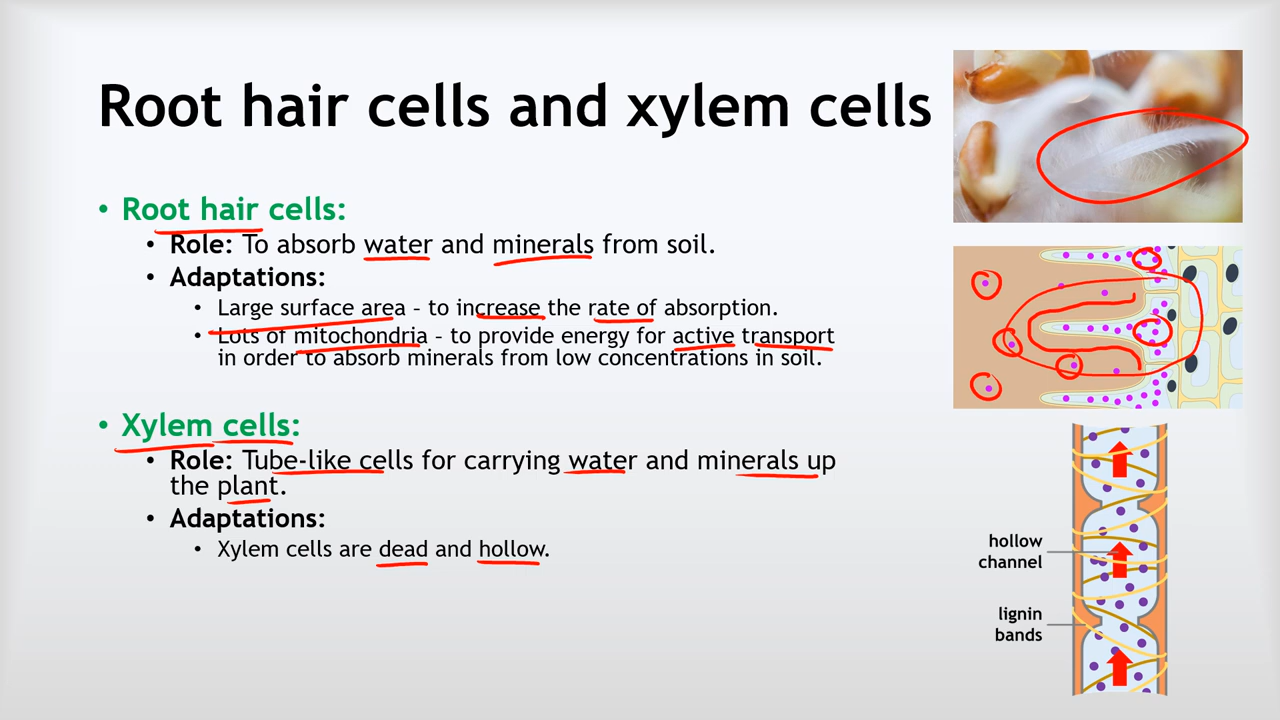 Root hair cells and xylem cells
• Root hair cells:
• Role: To absorb water and minerals from soil.
• Adaptations:
• Large surface area – to increase the rate of absorption.
• Lots of mitochondria – to provide energy for active transport
in order to absorb minerals from low concentrations in soil.
• Xylem cells:
• Role: Tube-like cells for carrying water and minerals up
the plant.
• Adaptations:
• Xylem cells are dead and hollow.
hollow
channel
lignin
bands